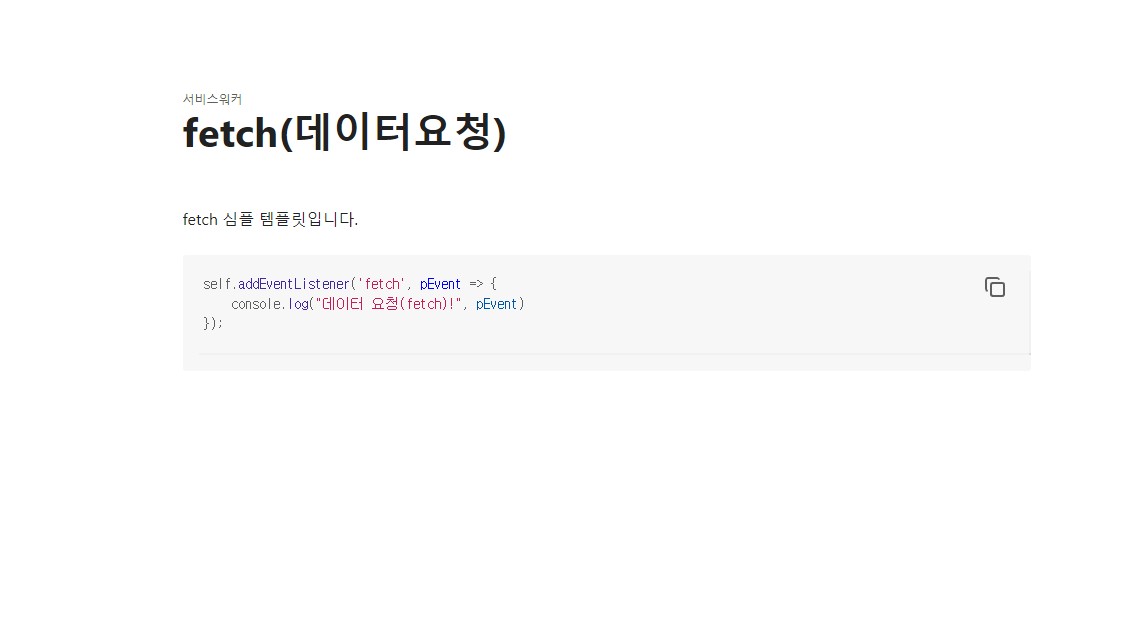 서비스워커
fetch(데이터요청)
fetch 심플 템플릿입니다.
self.addEventListener('fetch', pEvent => {
    console.log("데이터 요청(fetch)!", pEvent)
});